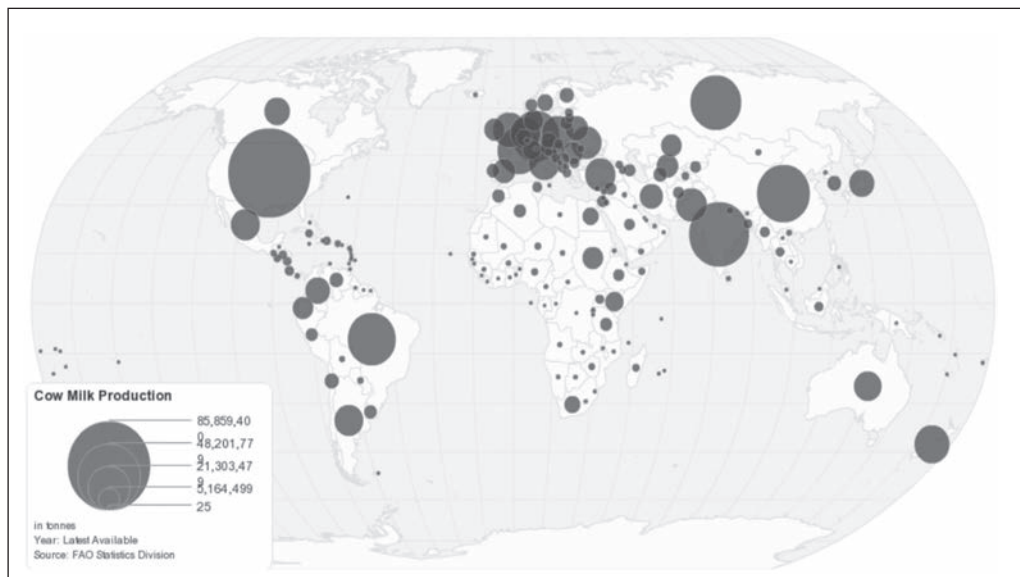 Cow Milk Production
85,859,40
0
48,201,77
9
21,303,47
9
5,164,499
25
in tonnes
Year: Latest Available
Source: FAO Statistics Division